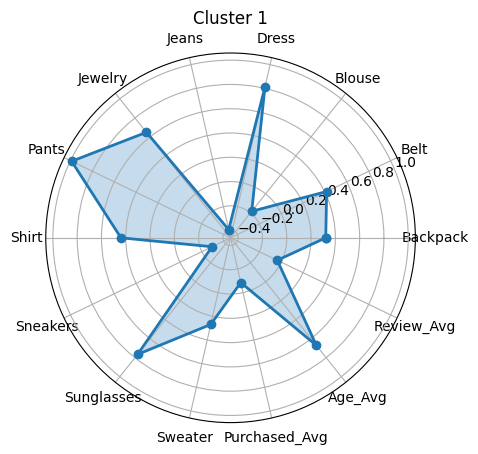 Cluster 1
Jeans
Dress
Jewelry
Blouse
Pants
Belt
1.0
0.8
0.6
0.4
0.2
0.0
−0.2
−0.4
Shirt
Backpack
Sneakers
Review_Avg
Sunglasses
Age_Avg
Sweater
Purchased_Avg